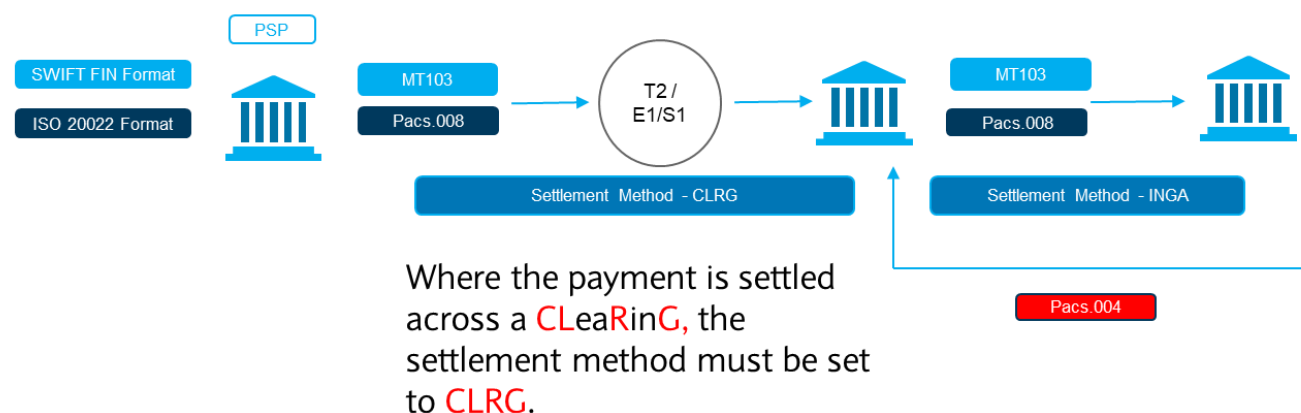 PSP
SWIFT FIN Format
ISO 20022 Format
MT103
Pacs.008
T2 /
E1/S1
MT103
Pacs.008
Settlement Method - CLRG
Settlement Method - INGA
Pacs.004
Where the payment is settled
across a CLeaRinG, the
settlement method must be set
to CLRG.